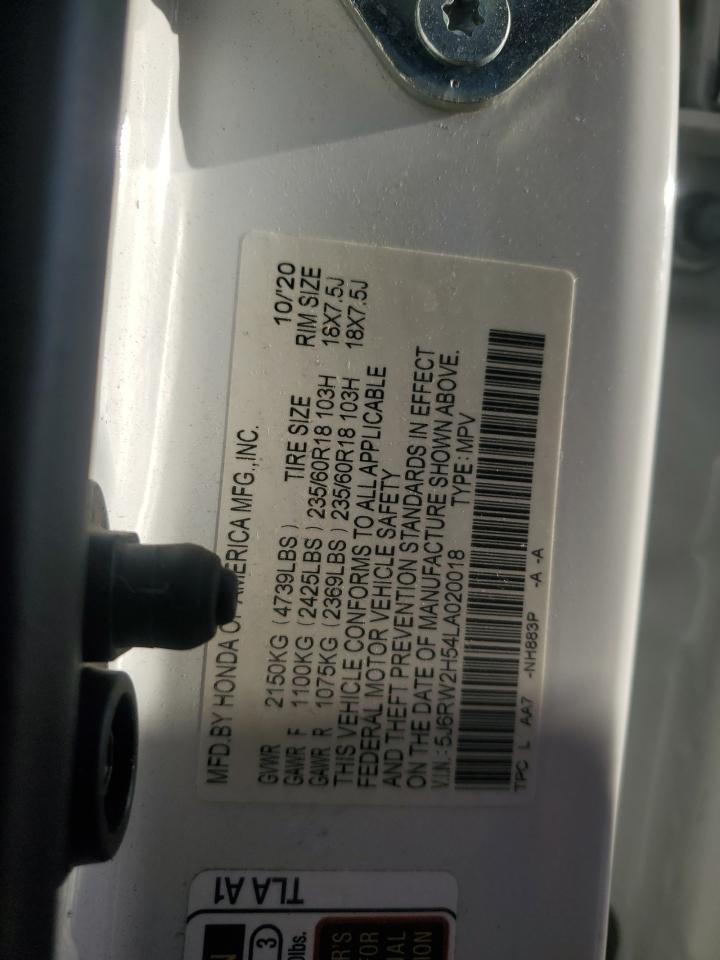 MFD.BY HONDA OF AMERICA MFG.,INC. 10/'20
GVWR 2150KG (4739LBS) TIRE SIZE RIM SIZE
GAWR F 1100KG (2425LBS) 235/60R18 103H 18X7.5J
GAWR R 1075KG (2369LBS) 235/60R18 103H 18X7.5J
THIS VEHICLE CONFORMS TO ALL APPLICABLE
FEDERAL MOTOR VEHICLE SAFETY
AND THEFT PREVENTION STANDARDS IN EFFECT
ON THE DATE OF MANUFACTURE SHOWN ABOVE.
V.I.N.: 5J6RW2H54LA020018 TYPE: MPV
TPC L AA7 -NH883P -A -A
TLA A1
3
lbs.